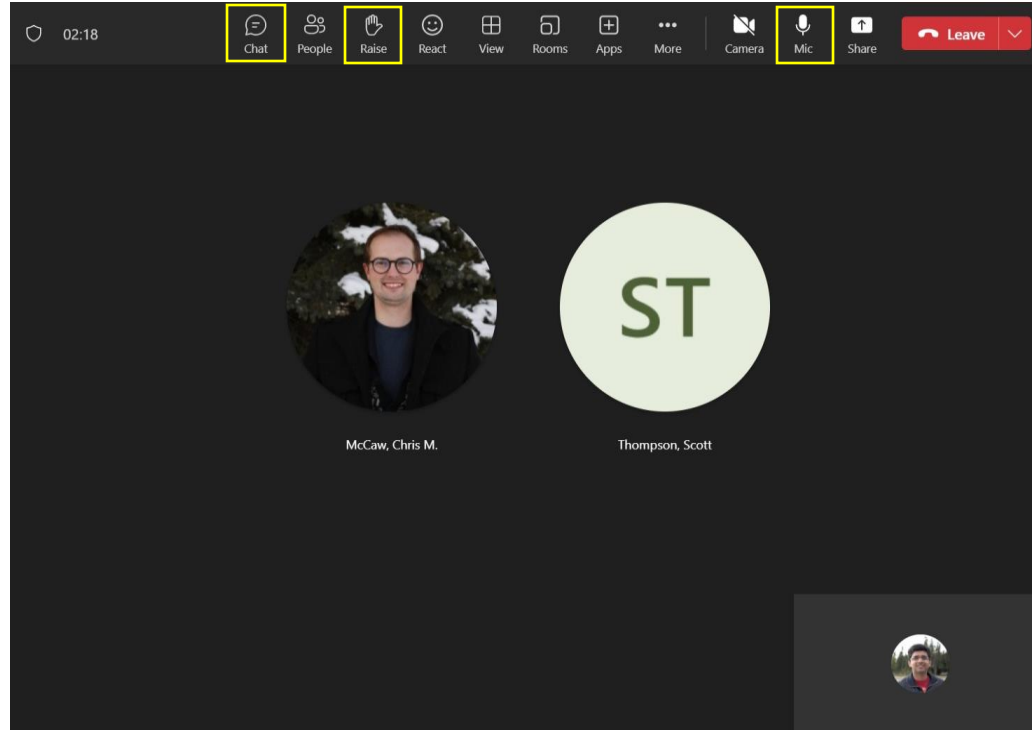 02:18
Chat People Raise React View Rooms Apps More Camera Mic Share Leave
ST
McCaw, Chris M. Thompson, Scott